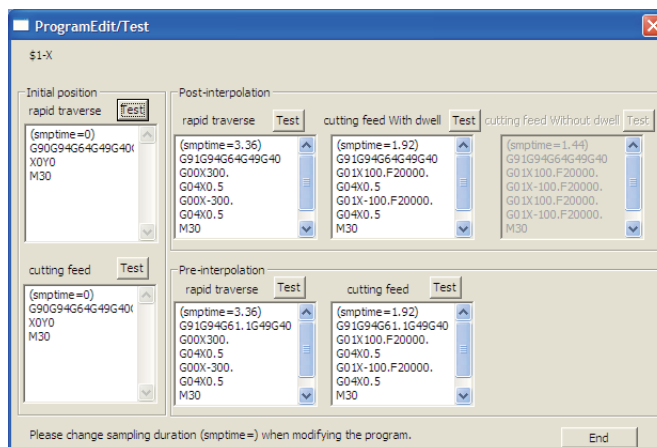 ProgramEdit/Test
$1-X
Initial position
rapid traverse Test
(smptime=0)
G90G94G64G49G40G
X0Y0
M30
cutting feed Test
(smptime=0)
G90G94G64G49G40G
X0Y0
M30
Post-interpolation
rapid traverse Test
(smptime=3.36)
G91G94G64G49G40
G00X300.
G04X0.5
G00X-300.
G04X0.5
M30
cutting feed With dwell Test
(smptime=1.92)
G91G94G64G49G40
G01X100.F20000.
G04X0.5
G01X-100.F20000.
G04X0.5
M30
cutting feed Without dwell Test
(smptime=1.44)
G91G94G64G49G40
G01X100.F20000.
G01X-100.F20000.
G01X100.F20000.
G01X-100.F20000.
M30
Pre-interpolation
rapid traverse Test
(smptime=3.36)
G91G94G61.1G49G40
G00X300.
G04X0.5
G00X-300.
G04X0.5
M30
cutting feed Test
(smptime=1.92)
G91G94G61.1G49G40
G01X100.F20000.
G04X0.5
G01X-100.F20000.
G04X0.5
M30
Please change sampling duration (smptime=) when modifying the program.
End